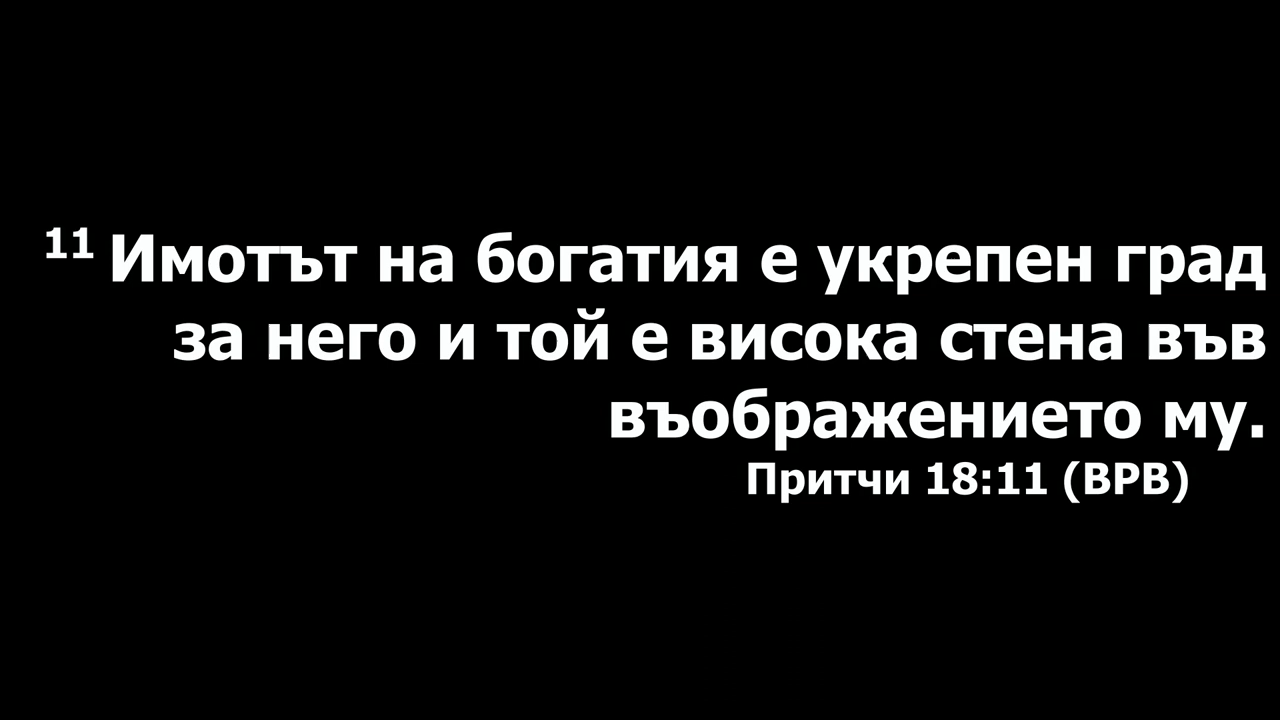 11 Имотът на богатия е укрепен град
за него и той е висока стена във
въображението му.
Притчи 18:11 (ВРВ)